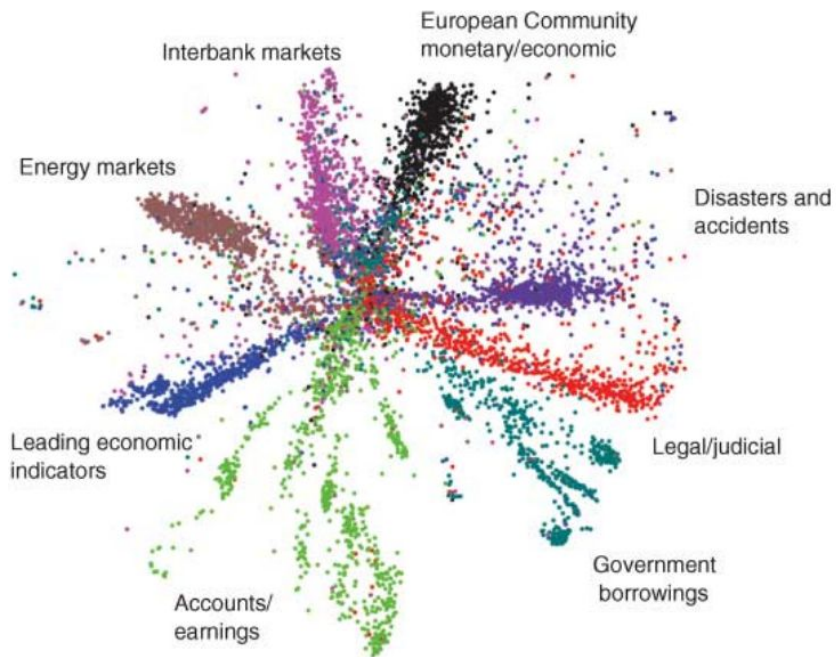 European Community
monetary/economic
Interbank markets
Energy markets
Disasters and
accidents
Leading economic
indicators
Legal/judicial
Government
borrowings
Accounts/
earnings